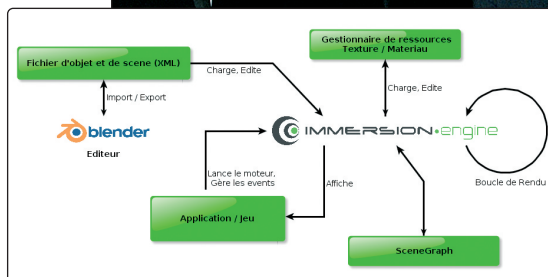 Gestionnaire de ressources
Texture / Materiau
Fichier d'objet et de scene (XML)
Charge, Edite
Charge, Edite
Import / Export
blender
Editeur
IMMERSION·engine
Lance le moteur,
Gère les events
Affiche
Boucle de Rendu
Application / Jeu
SceneGraph